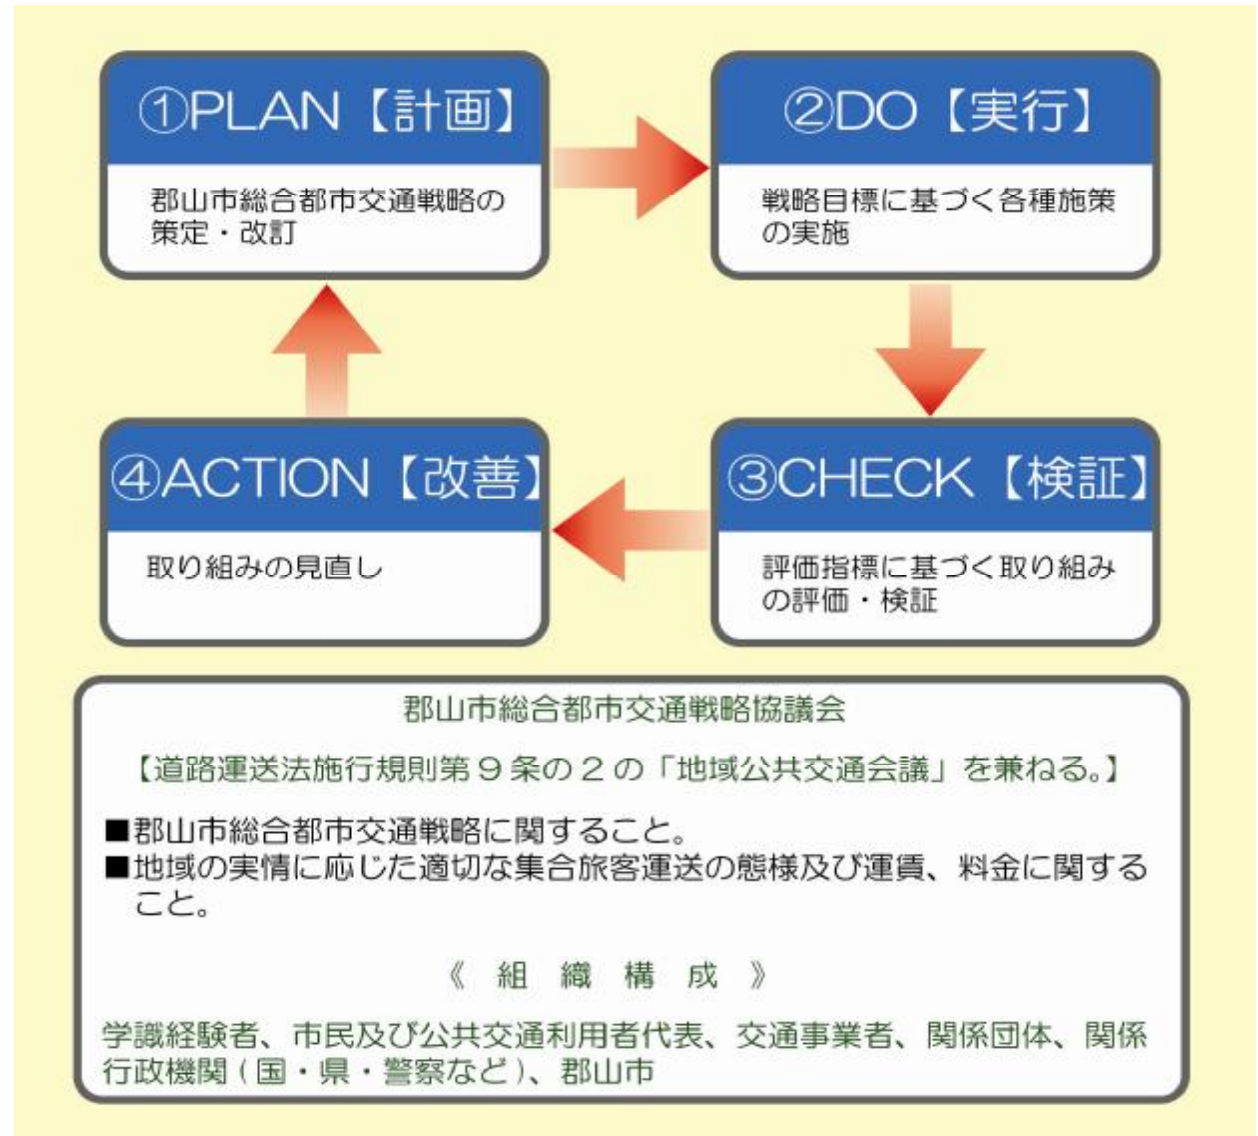 ①PLAN【計画】
郡山市総合都市交通戦略の
策定・改訂
②DO【実行】
戦略目標に基づく各種施策
の実施
③CHECK【検証】
評価指標に基づく取り組み
の評価・検証
④ACTION【改善】
取り組みの見直し
郡山市総合都市交通戦略協議会
【道路運送法施行規則第９条の２の「地域公共交通会議」を兼ねる。】
■郡山市総合都市交通戦略に関すること。
■地域の実情に応じた適切な集合旅客運送の態様及び運賃、料金に関する
こと。
《　組　織　構　成　》
学識経験者、市民及び公共交通利用者代表、交通事業者、関係団体、関係
行政機関（国・県・警察など）、郡山市